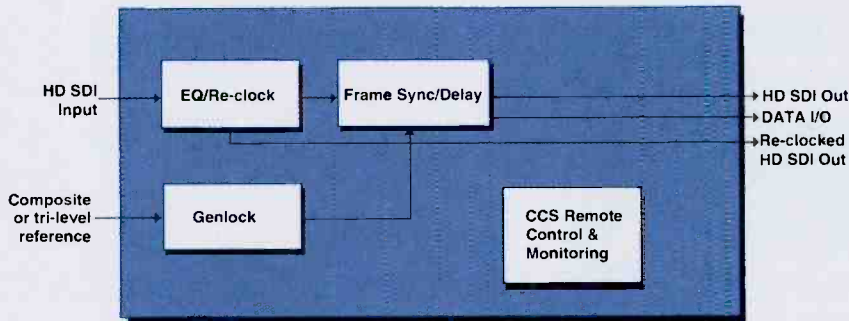 HD SDI
Input
EQ/Re-clock
Frame Sync/Delay
HD SDI Out
DATA I/O
Re-clocked
HD SDI Out
Composite
or tri-level
reference
Genlock
CCS Remote
Control &
Monitoring